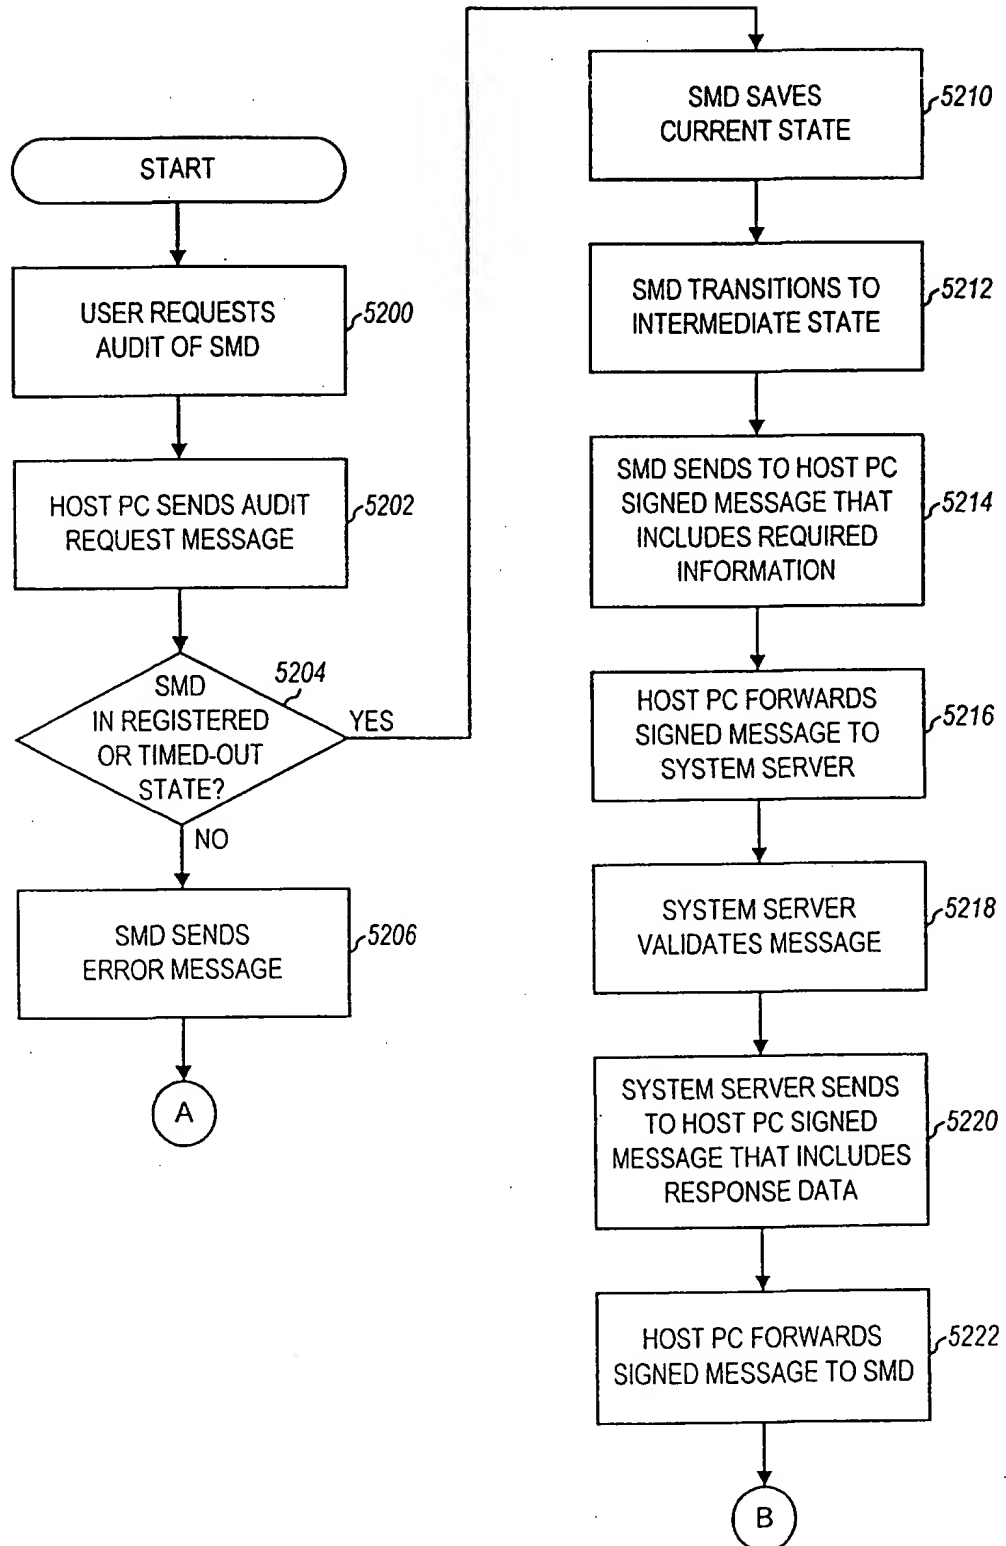 START
USER REQUESTS
AUDIT OF SMD
5200
HOST PC SENDS AUDIT
REQUEST MESSAGE
5202
SMD
IN REGISTERED
OR TIMED-OUT
STATE?
5204
YES
NO
SMD SENDS
ERROR MESSAGE
5206
A
SMD SAVES
CURRENT STATE
5210
SMD TRANSITIONS TO
INTERMEDIATE STATE
5212
SMD SENDS TO HOST PC
SIGNED MESSAGE THAT
INCLUDES REQUIRED
INFORMATION
5214
HOST PC FORWARDS
SIGNED MESSAGE TO
SYSTEM SERVER
5216
SYSTEM SERVER
VALIDATES MESSAGE
5218
SYSTEM SERVER SENDS
TO HOST PC SIGNED
MESSAGE THAT INCLUDES
RESPONSE DATA
5220
HOST PC FORWARDS
SIGNED MESSAGE TO SMD
5222
B